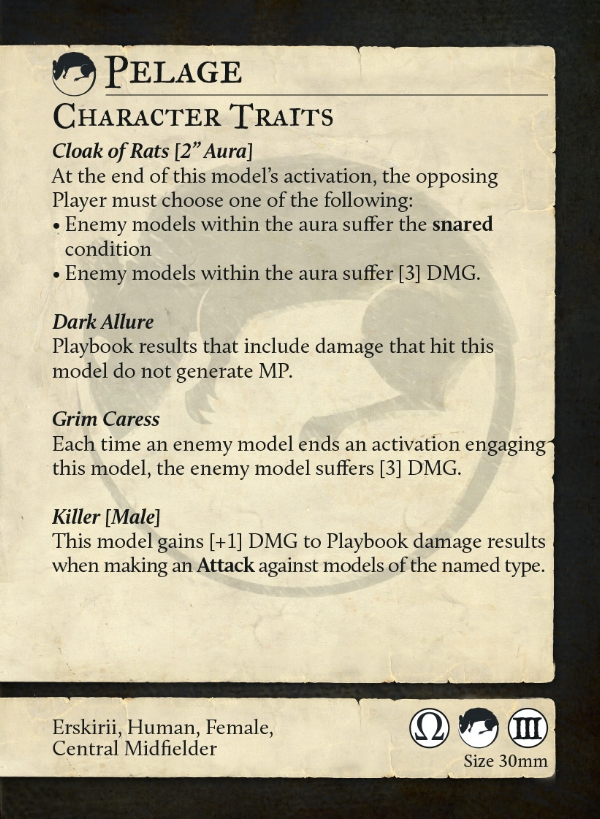 Pelage
Character Traits
Cloak of Rats [2” Aura]
At the end of this model’s activation, the opposing
Player must choose one of the following:
• Enemy models within the aura suffer the snared
condition
• Enemy models within the aura suffer [3] DMG.
Dark Allure
Playbook results that include damage that hit this
model do not generate MP.
Grim Caress
Each time an enemy model ends an activation engaging
this model, the enemy model suffers [3] DMG.
Killer [Male]
This model gains [+1] DMG to Playbook damage results
when making an Attack against models of the named type.
Erskirii, Human, Female,
Central Midfielder
Ω III
Size 30mm